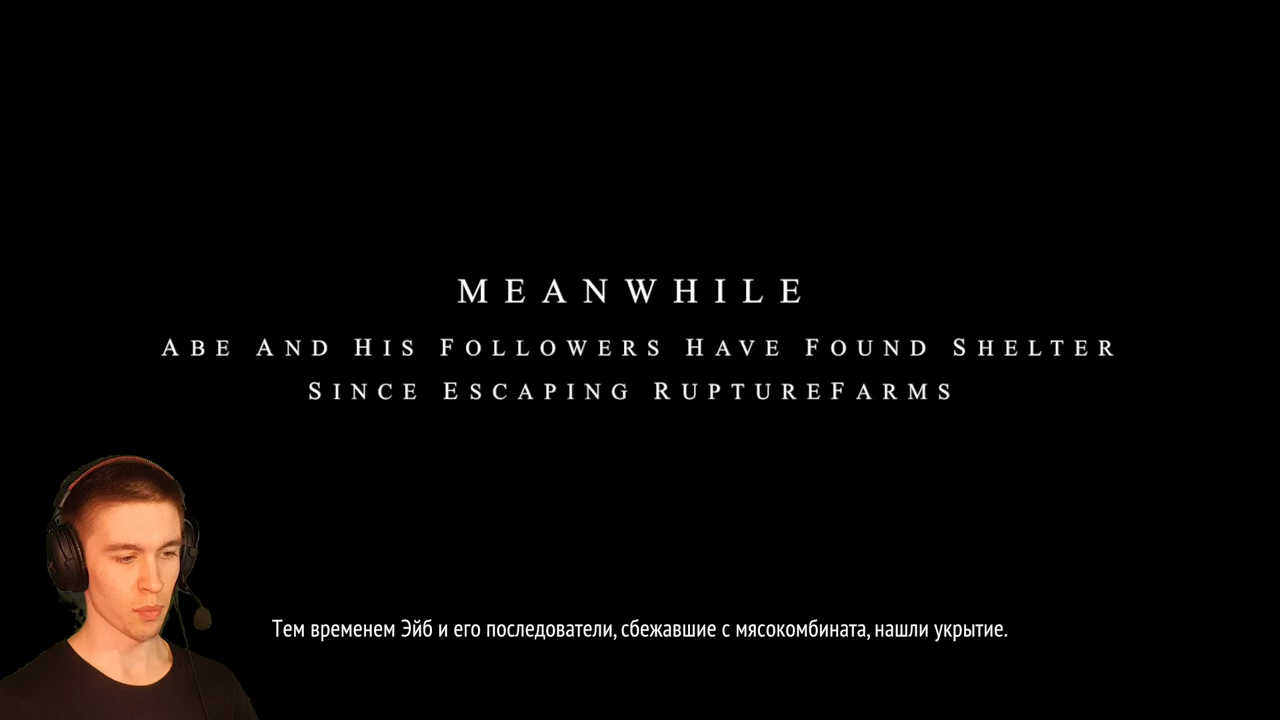 MEANWHILE
ABE AND HIS FOLLOWERS HAVE FOUND SHELTER
SINCE ESCAPING RUPTUREFARMS
Тем временем Эйб и его последователи, сбежавшие с мясокомбината, нашли укрытие.